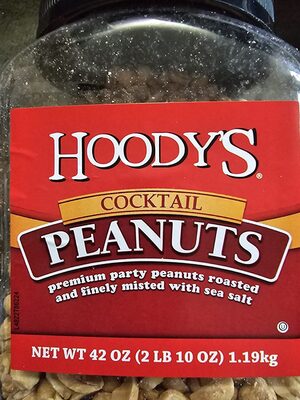 HOODY'S®
COCKTAIL
PEANUTS
premium party peanuts roasted
and finely misted with sea salt
NET WT 42 OZ (2 LB 10 OZ) 1.19kg